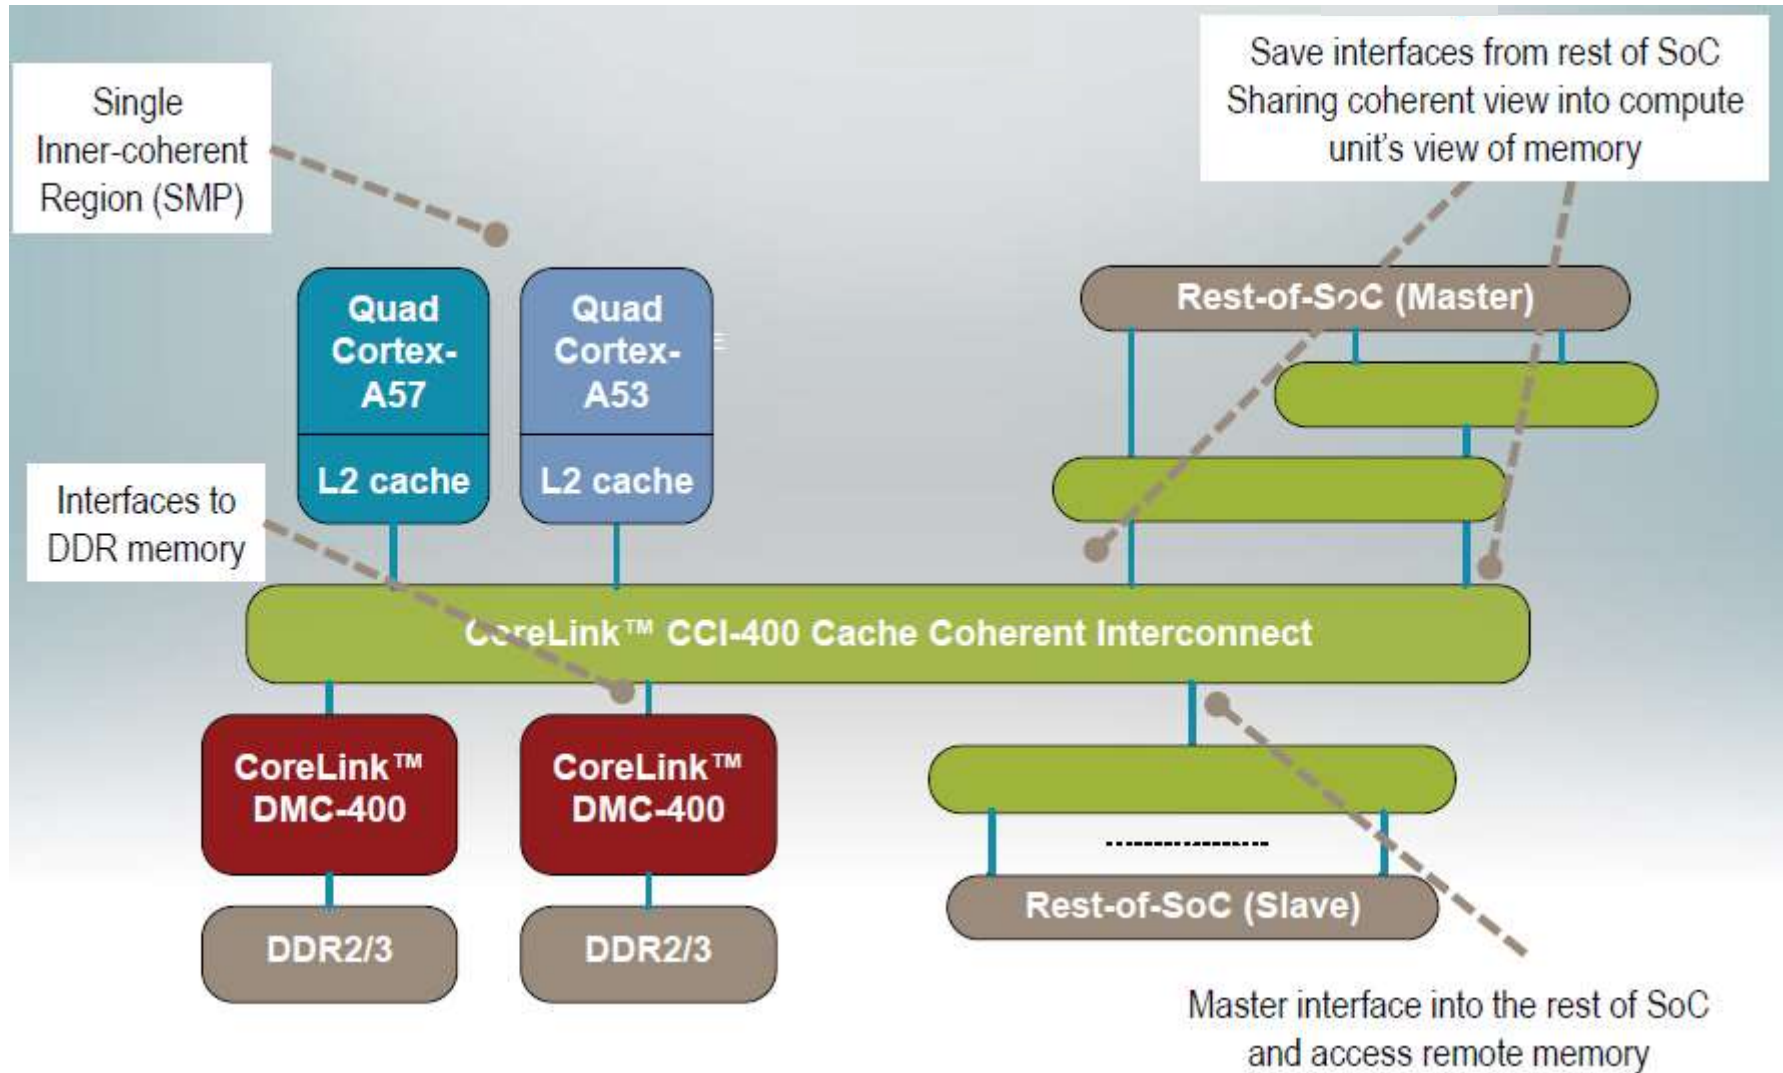 Single
Inner-coherent
Region (SMP)
Save interfaces from rest of SoC
Sharing coherent view into compute
unit's view of memory
Quad
Cortex-
A57
L2 cache
Quad
Cortex-
A53
L2 cache
Rest-of-SoC (Master)
Interfaces to
DDR memory
CoreLink™ CCI-400 Cache Coherent Interconnect
CoreLink™
DMC-400
CoreLink™
DMC-400
DDR2/3
DDR2/3
Rest-of-SoC (Slave)
Master interface into the rest of SoC
and access remote memory